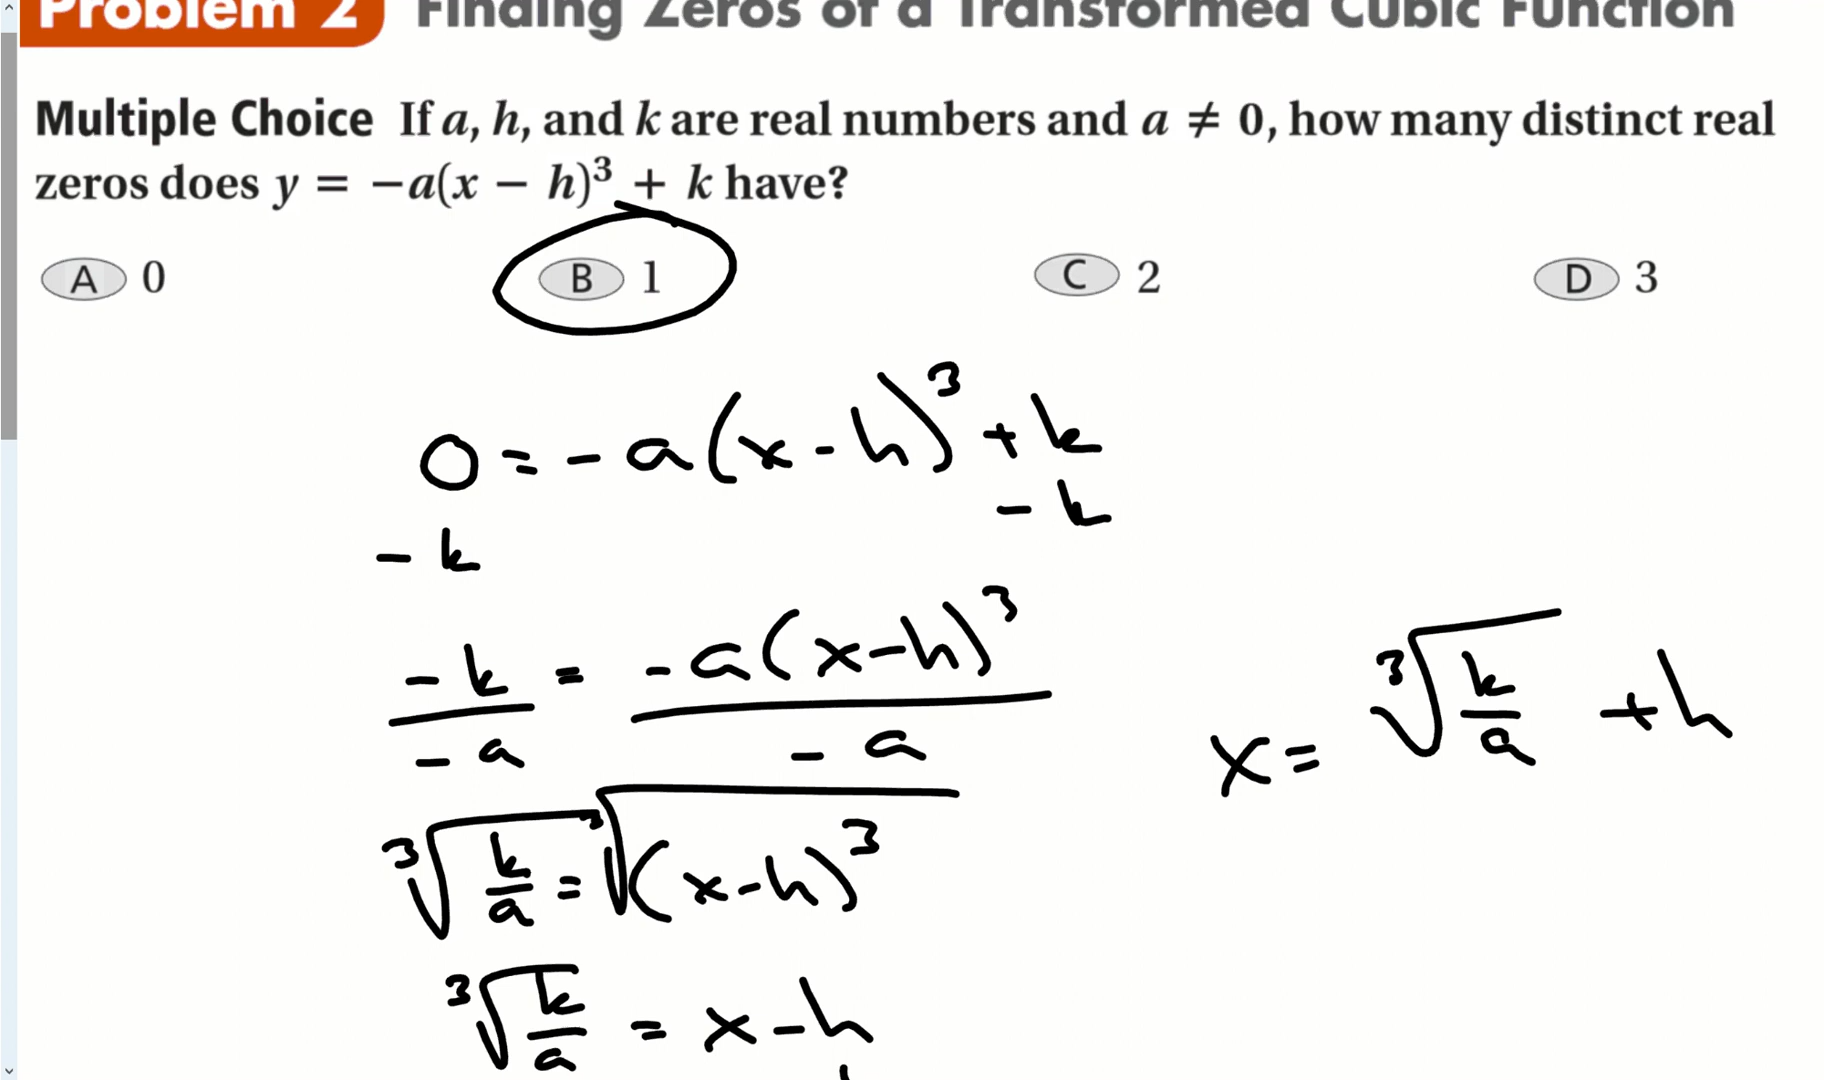 Problem 2 Finding Zeros of a Transformed Cubic Function
Multiple Choice If a, h, and k are real numbers and a ≠ 0, how many distinct real
zeros does y = −a(x − h)³ + k have?
A 0 B 1 C 2 D 3
0 = - a(x - h)³ + k
- k - k
-k/-a = -a(x-h)³/-a
∛(k/a) = ∛((x-h)³)
∛(k/a) = x - h
x = ∛(k/a) + h